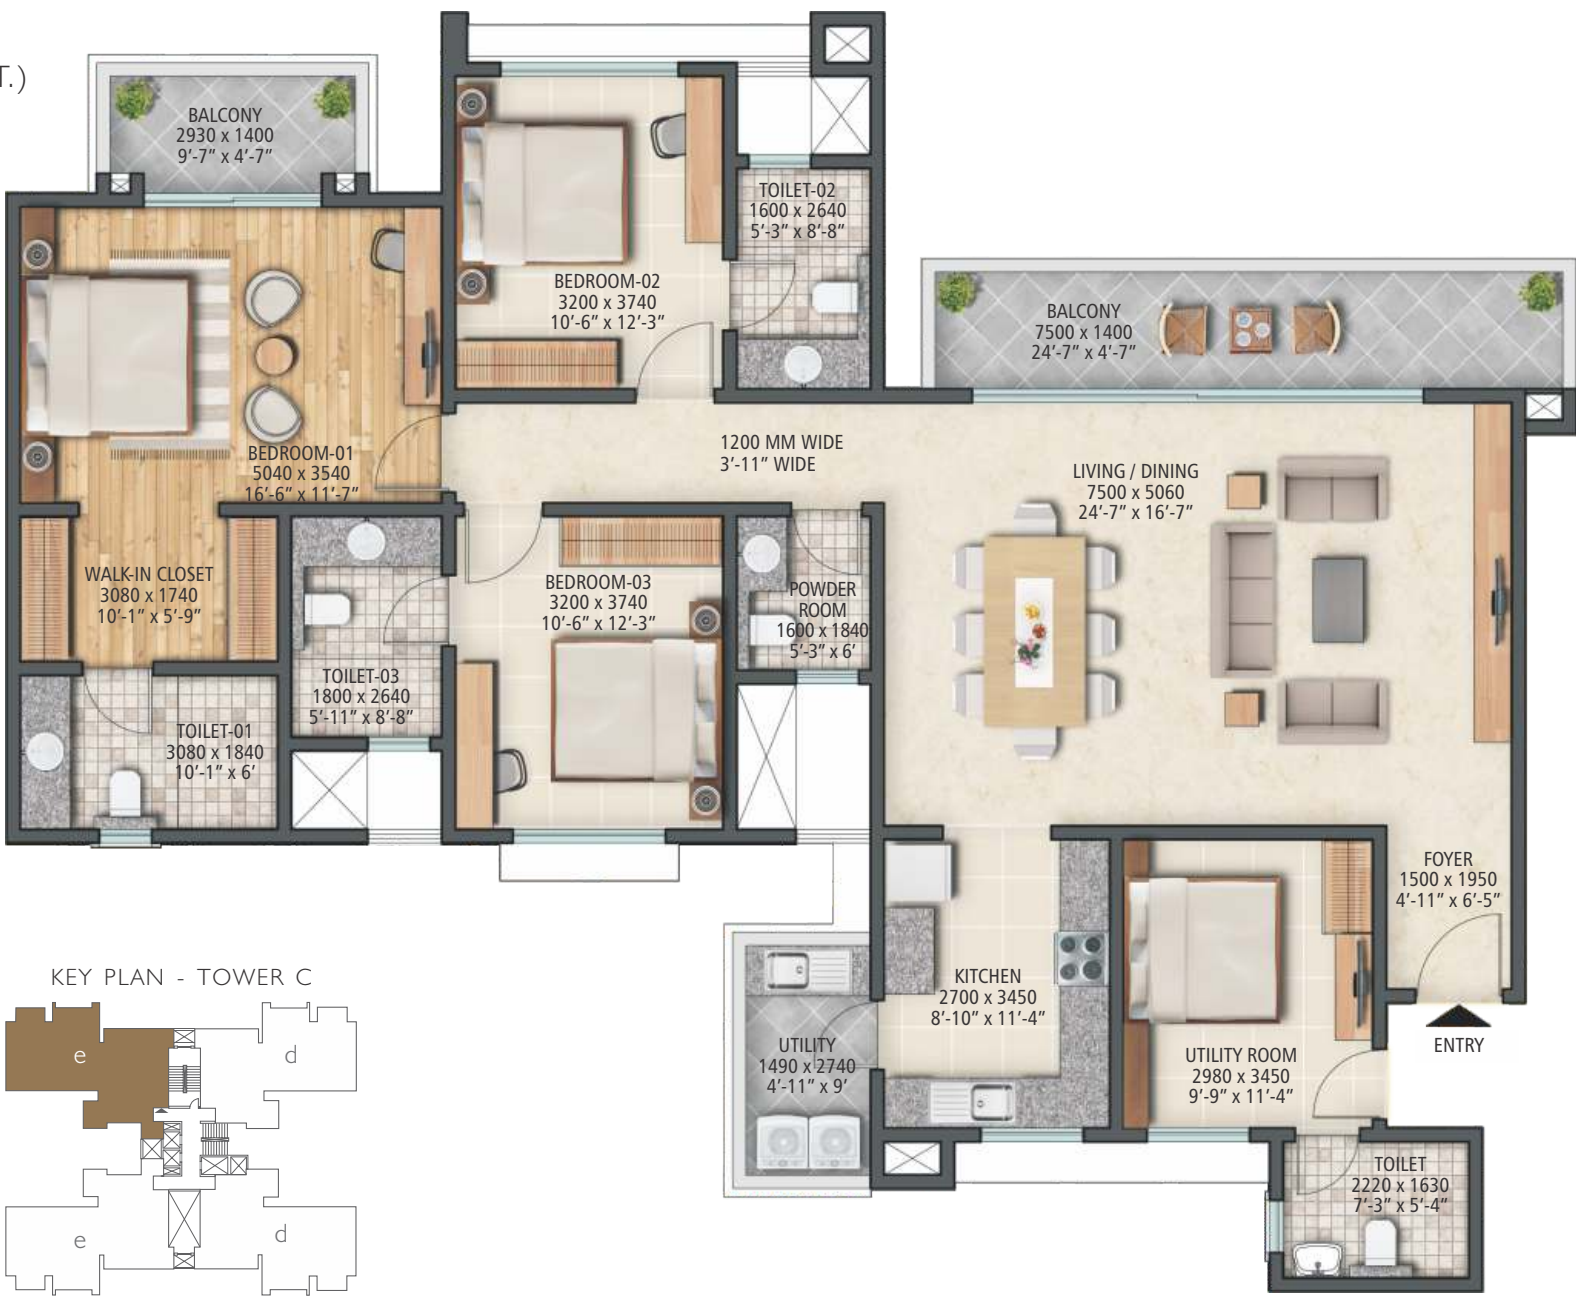 T.)
BALCONY
2930 x 1400
9'-7" x 4'-7"
TOILET-02
1600 x 2640
5'-3" x 8'-8"
BEDROOM-02
3200 x 3740
10'-6" x 12'-3"
BALCONY
7500 x 1400
24'-7" x 4'-7"
BEDROOM-01
5040 x 3540
16'-6" x 11'-7"
1200 MM WIDE
3'-11" WIDE
LIVING / DINING
7500 x 5060
24'-7" x 16'-7"
WALK-IN CLOSET
3080 x 1740
10'-1" x 5'-9"
BEDROOM-03
3200 x 3740
10'-6" x 12'-3"
POWDER
ROOM
1600 x 1840
5'-3" x 6'
TOILET-03
1800 x 2640
5'-11" x 8'-8"
TOILET-01
3080 x 1840
10'-1" x 6'
FOYER
1500 x 1950
4'-11" x 6'-5"
KITCHEN
2700 x 3450
8'-10" x 11'-4"
UTILITY
1490 x 2740
4'-11" x 9'
UTILITY ROOM
2980 x 3450
9'-9" x 11'-4"
ENTRY
TOILET
2220 x 1630
7'-3" x 5'-4"
KEY PLAN - TOWER C
e
d
e
d